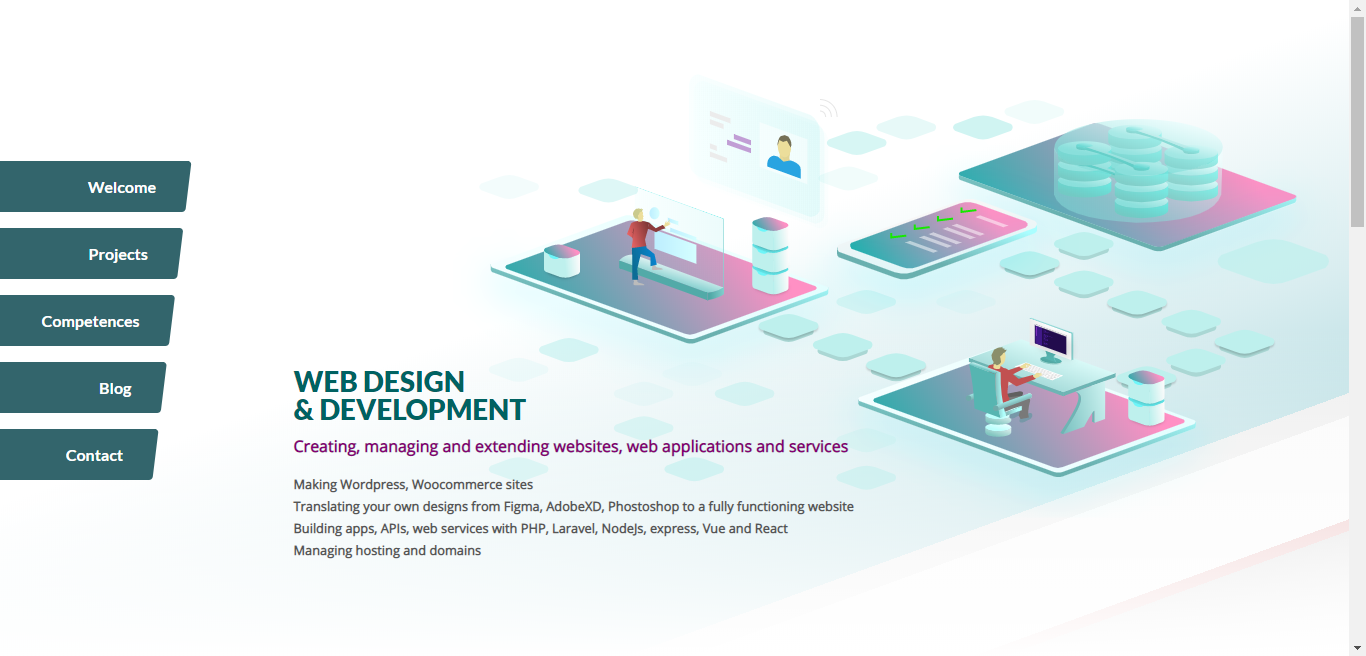 Welcome
Projects
Competences
Blog
Contact
WEB DESIGN
& DEVELOPMENT
Creating, managing and extending websites, web applications and services
Making Wordpress, Woocommerce sites
Translating your own designs from Figma, AdobeXD, Phostoshop to a fully functioning website
Building apps, APIs, web services with PHP, Laravel, NodeJs, express, Vue and React
Managing hosting and domains